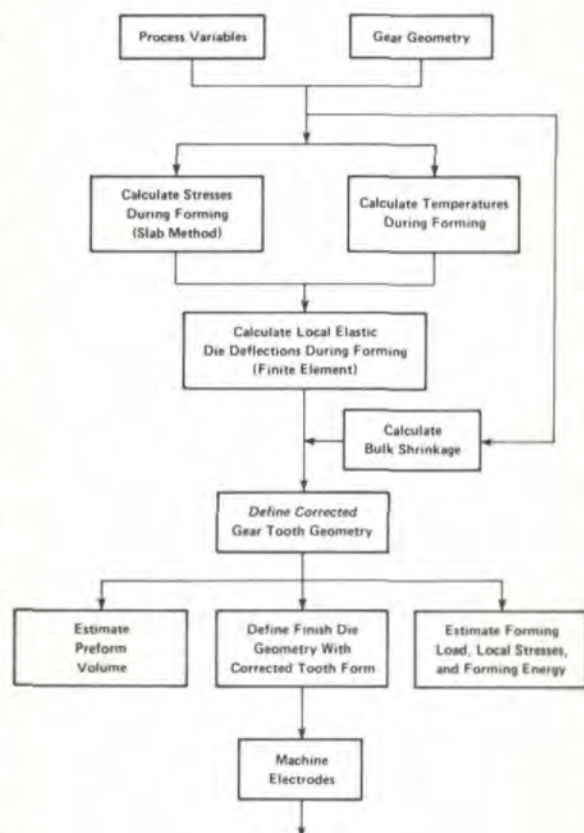 Process Variables
Gear Geometry
Calculate Stresses
During Forming
(Slab Method)
Calculate Temperatures
During Forming
Calculate Local Elastic
Die Deflections During Forming
(Finite Element)
Calculate
Bulk Shrinkage
Define Corrected
Gear Tooth Geometry
Estimate
Preform
Volume
Define Finish Die
Geometry With
Corrected Tooth Form
Estimate Forming
Load, Local Stresses,
and Forming Energy
Machine
Electrodes